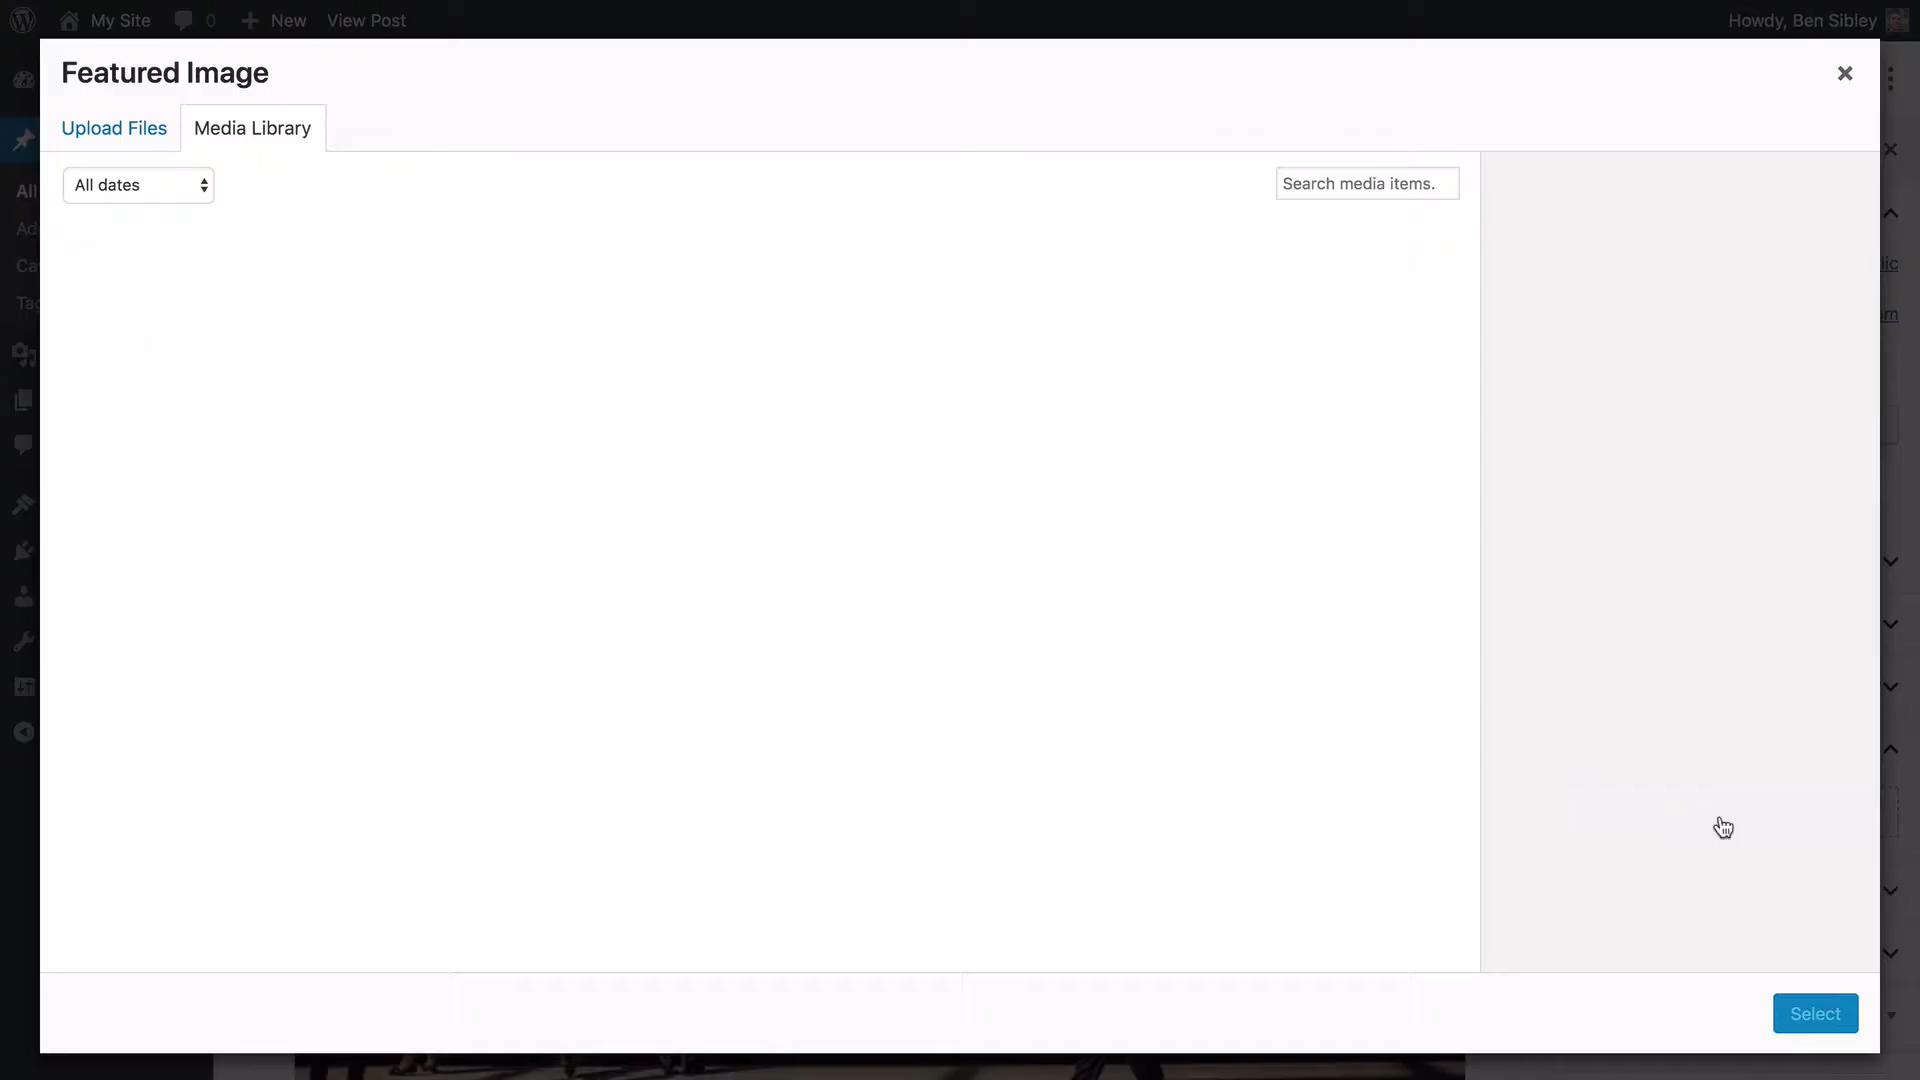 My Site 0 New View Post Howdy, Ben Sibley
Featured Image
Upload Files Media Library
All dates Search media items.
All
Select